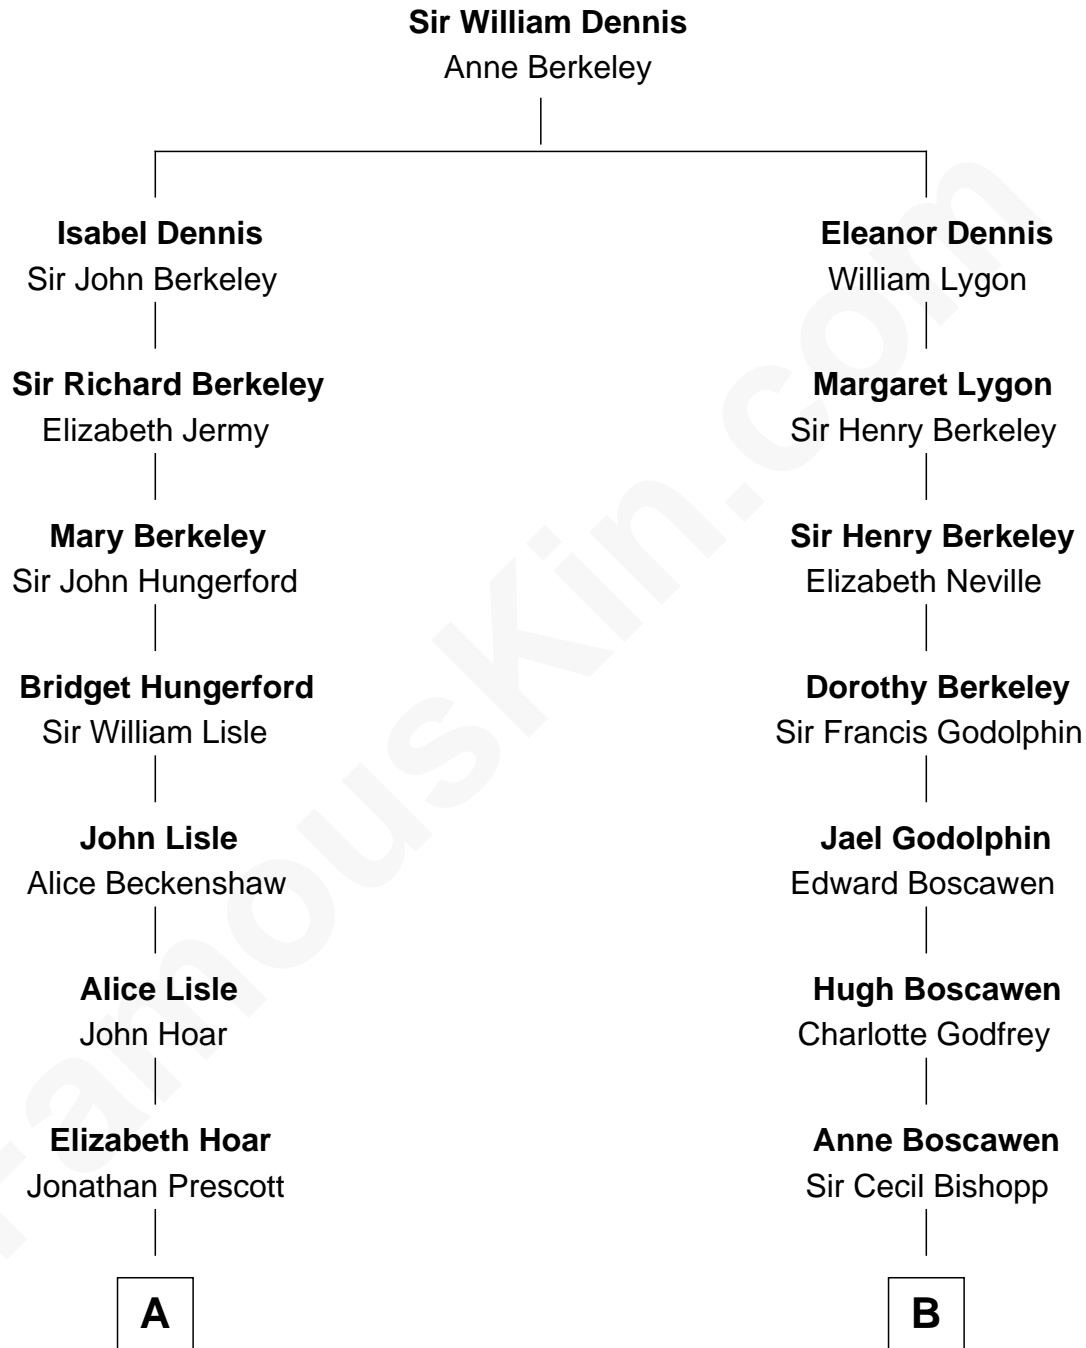 Sir William Dennis
Anne Berkeley
Isabel Dennis
Sir John Berkeley
Eleanor Dennis
William Lygon
Sir Richard Berkeley
Elizabeth Jermy
Margaret Lygon
Sir Henry Berkeley
Mary Berkeley
Sir John Hungerford
Sir Henry Berkeley
Elizabeth Neville
Bridget Hungerford
Sir William Lisle
Dorothy Berkeley
Sir Francis Godolphin
John Lisle
Alice Beckenshaw
Jael Godolphin
Edward Boscawen
Alice Lisle
John Hoar
Hugh Boscawen
Charlotte Godfrey
Elizabeth Hoar
Jonathan Prescott
Anne Boscawen
Sir Cecil Bishopp
A
B
FamousKin.com